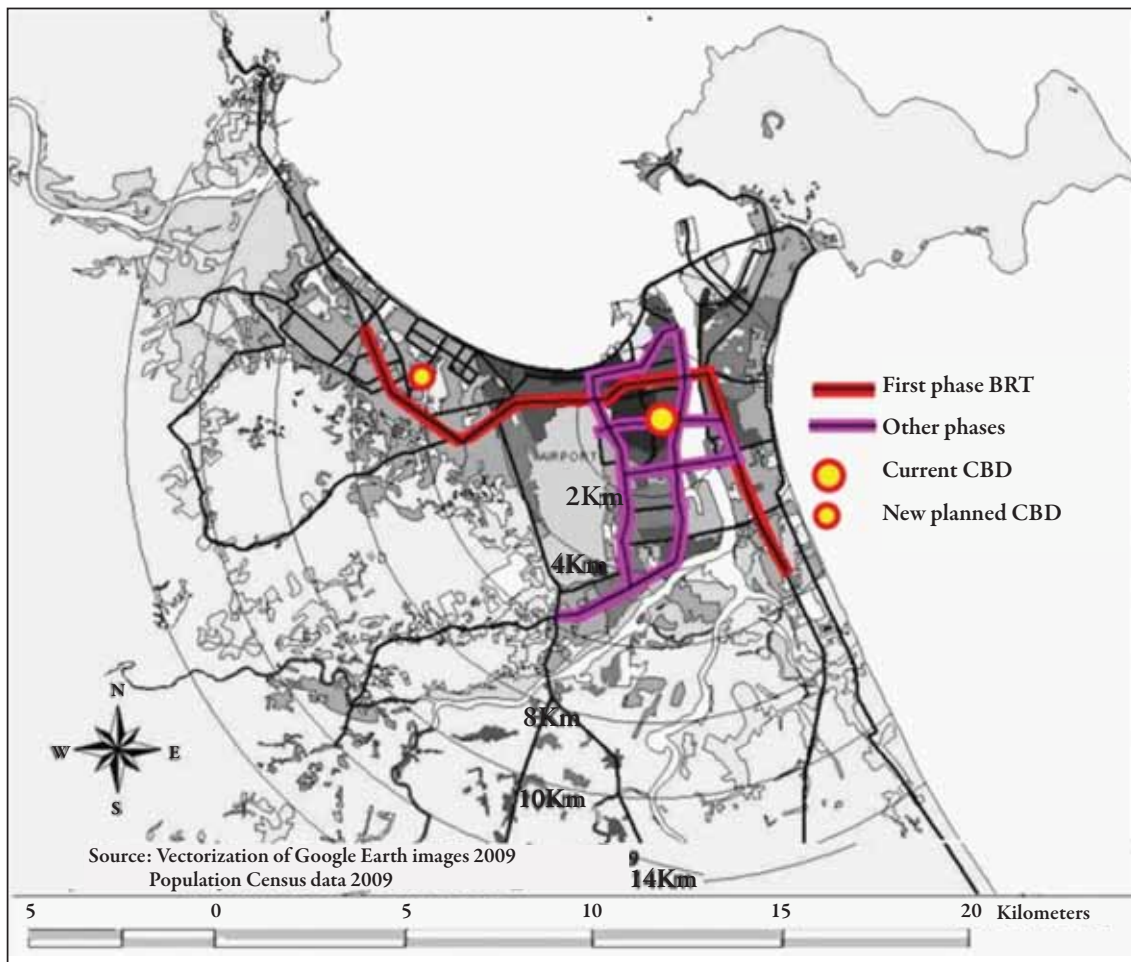 First phase BRT
Other phases
Current CBD
New planned CBD
AIRPORT
2Km
4Km
8Km
10Km
14Km
N
W E
S
Source: Vectorization of Google Earth images 2009
Population Census data 2009
5 0 5 10 15 20 Kilometers